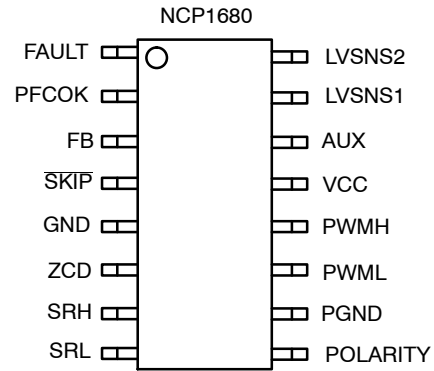 NCP1680
FAULT
LVSNS2
PFCOK
LVSNS1
FB
AUX
SKIP
VCC
GND
PWMH
ZCD
PWML
SRH
PGND
SRL
POLARITY